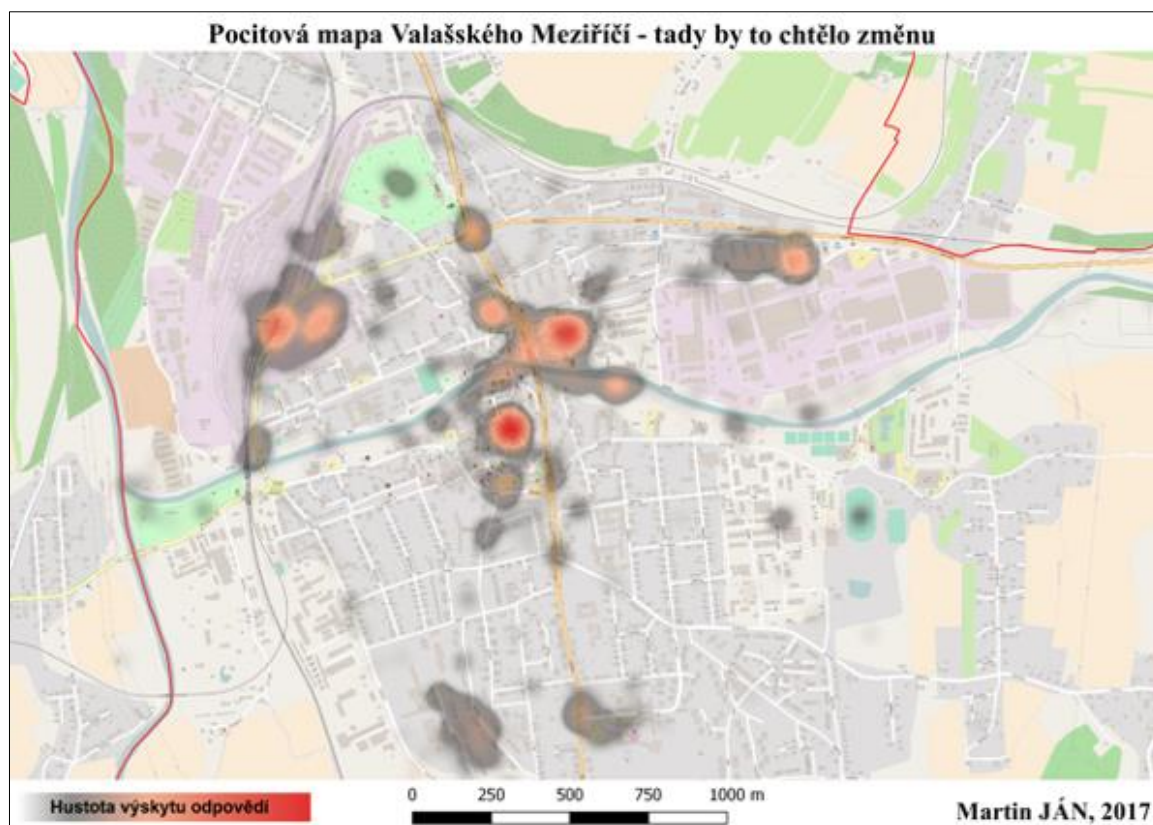 Pocitová mapa Valašského Meziříčí - tady by to chtělo změnu
Hustota výskytu odpovědí
0 250 500 750 1000 m
Martin JÁN, 2017